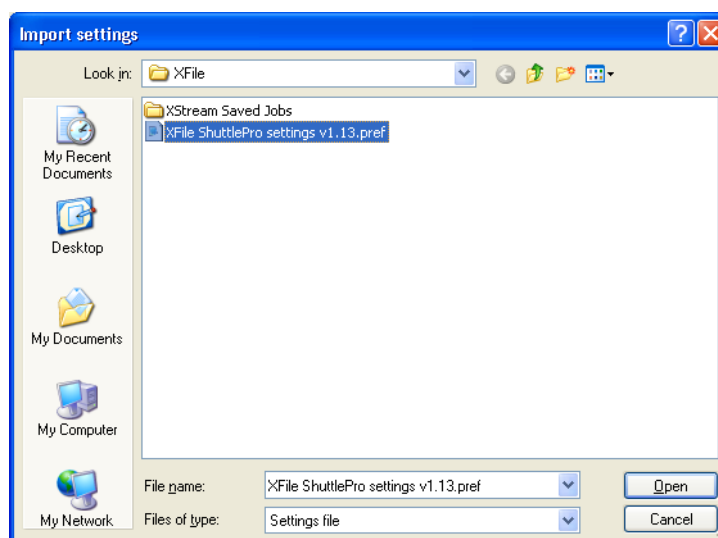 Import settings
Look in:
XFile
XStream Saved Jobs
XFile ShuttlePro settings v1.13.pref
My Recent
Documents
Desktop
My Documents
My Computer
My Network
File name:
XFile ShuttlePro settings v1.13.pref
Open
Files of type:
Settings file
Cancel